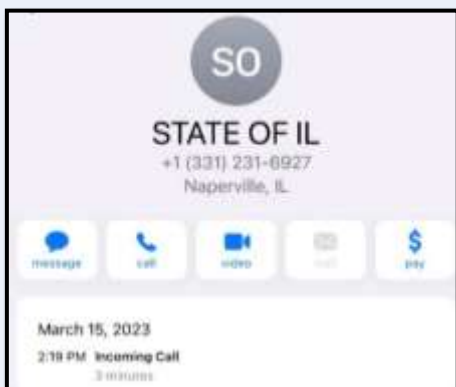 SO
STATE OF IL
+1 (331) 231-6927
Naperville, IL
message call video mail $ pay
March 15, 2023
2:19 PM Incoming Call
3 minutes